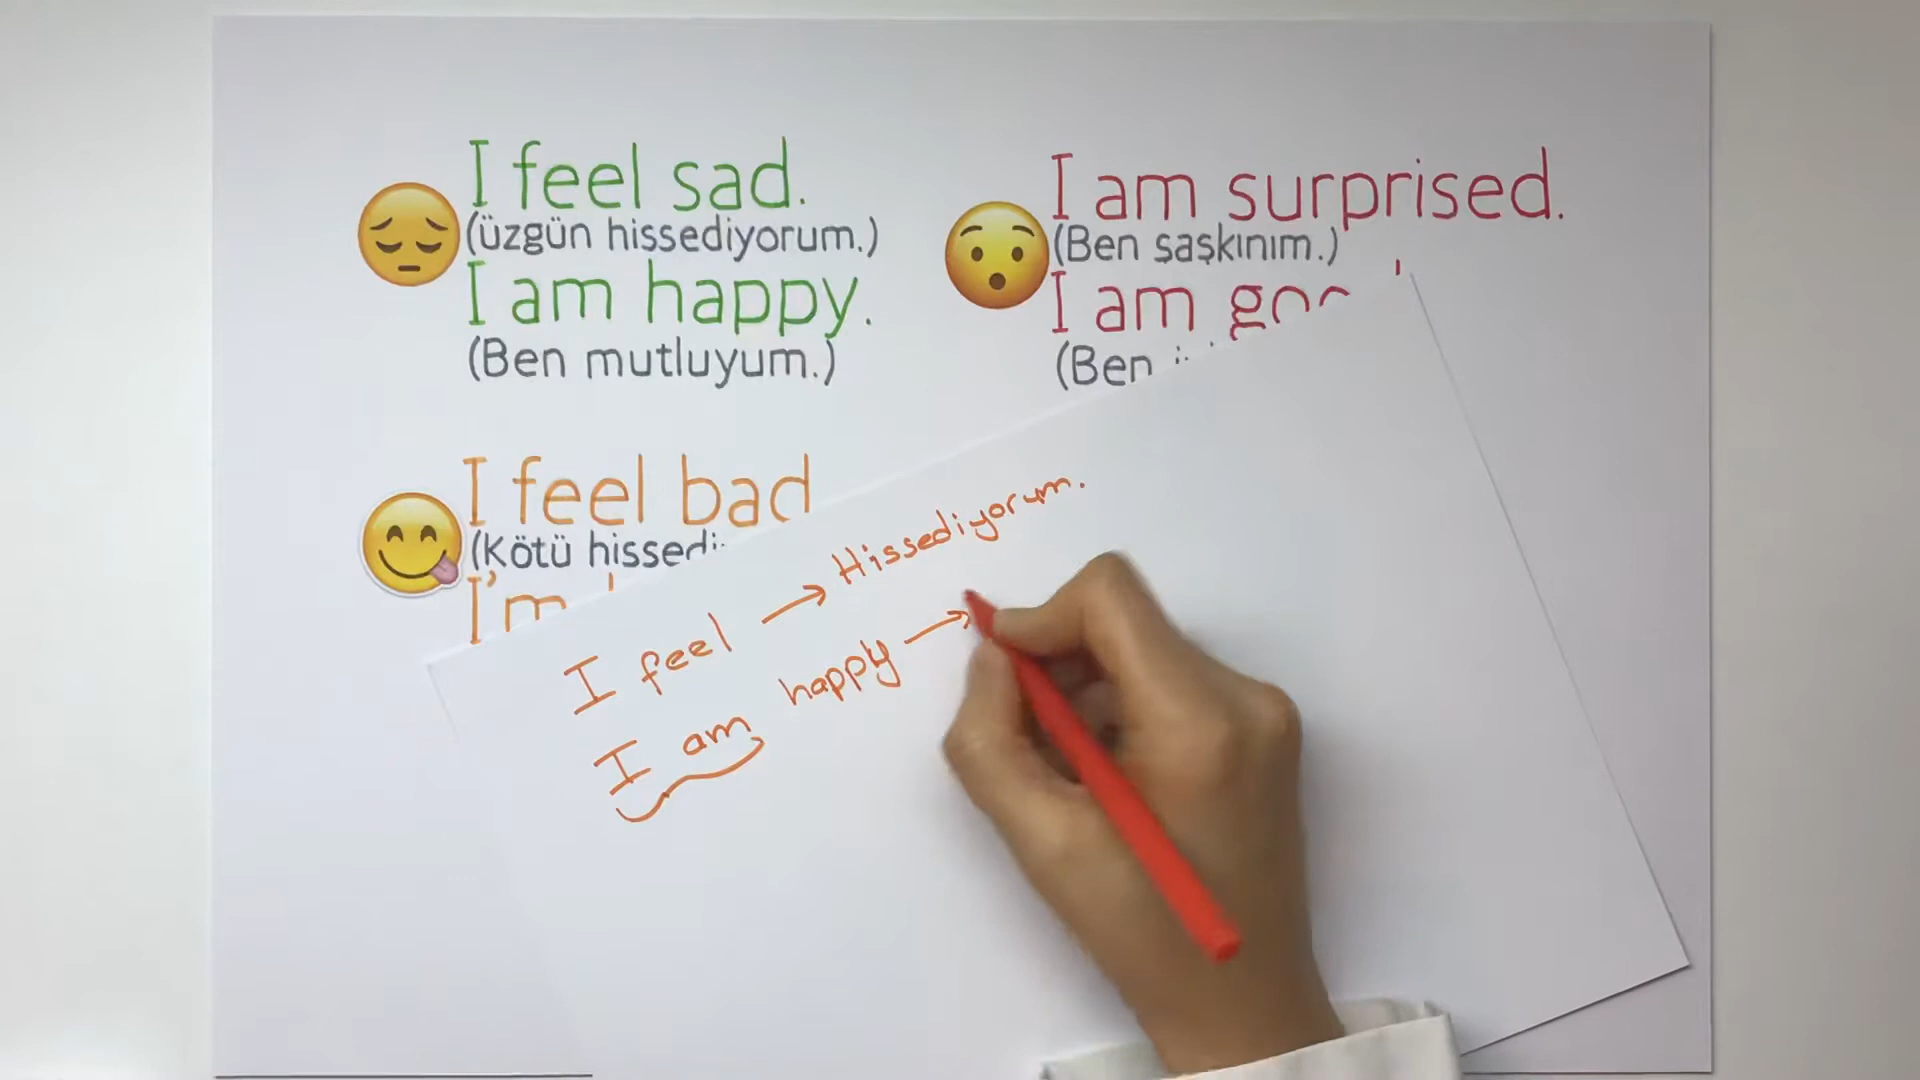 I feel sad.
(üzgün hissediyorum.)
I am happy.
(Ben mutluyum.)
I am surprised.
(Ben şaşkınım.)
I am
(Ben
I feel bad
(Kötü
I'm
I feel → Hissediyorum.
I am happy →